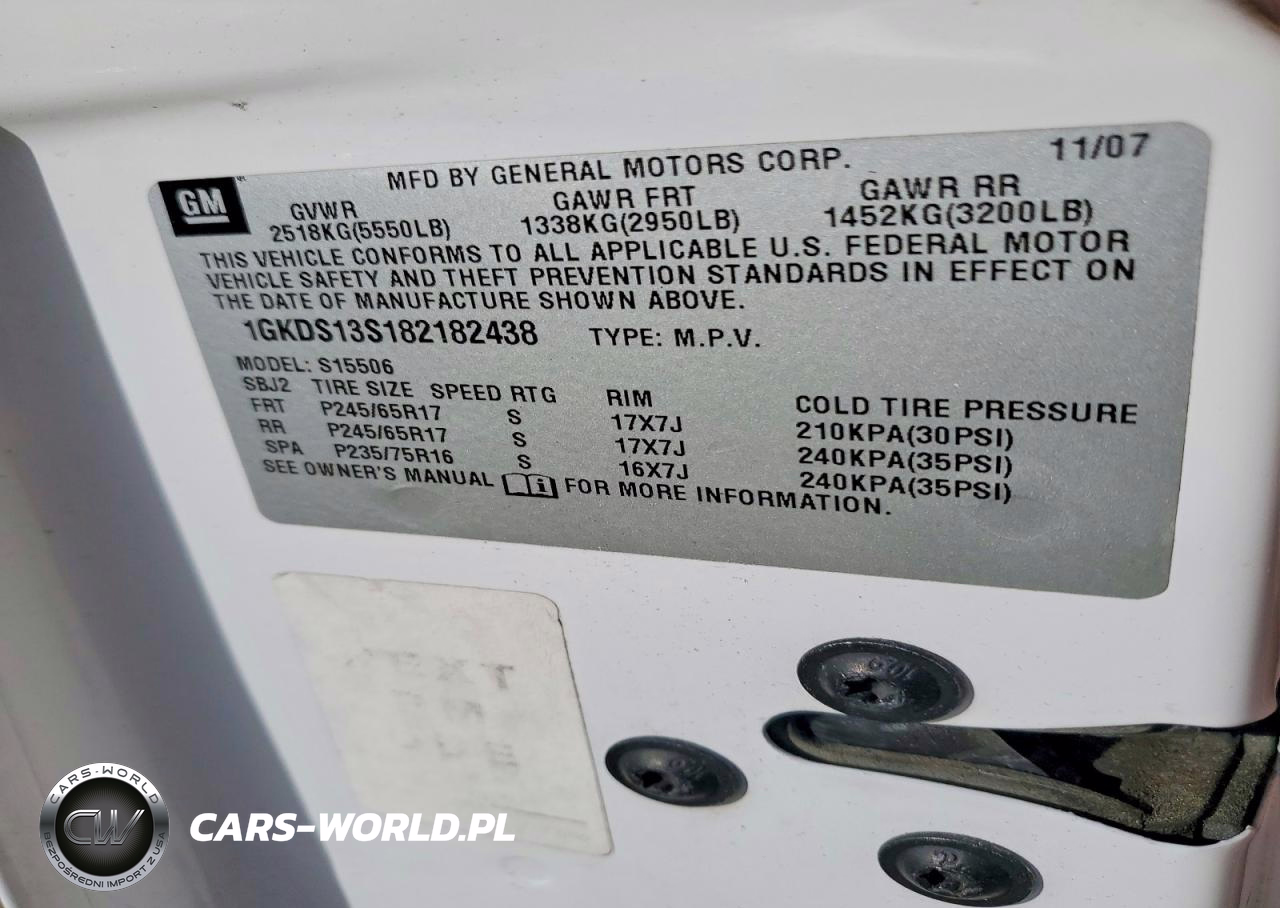 GM
MFD BY GENERAL MOTORS CORP. 11/07
GVWR GAWR FRT GAWR RR
2518KG(5550LB) 1338KG(2950LB) 1452KG(3200LB)
THIS VEHICLE CONFORMS TO ALL APPLICABLE U.S. FEDERAL MOTOR
VEHICLE SAFETY AND THEFT PREVENTION STANDARDS IN EFFECT ON
THE DATE OF MANUFACTURE SHOWN ABOVE.
1GKDS13S182182438 TYPE: M.P.V.
MODEL: S15506
SBJ2 TIRE SIZE SPEED RTG RIM COLD TIRE PRESSURE
FRT P245/65R17 S 17X7J 210KPA(30PSI)
RR P245/65R17 S 17X7J 240KPA(35PSI)
SPA P235/75R16 S 16X7J 240KPA(35PSI)
SEE OWNER'S MANUAL FOR MORE INFORMATION.
CARS-WORLD
CW
BEZPOŚREDNI IMPORT Z USA
CARS-WORLD.PL